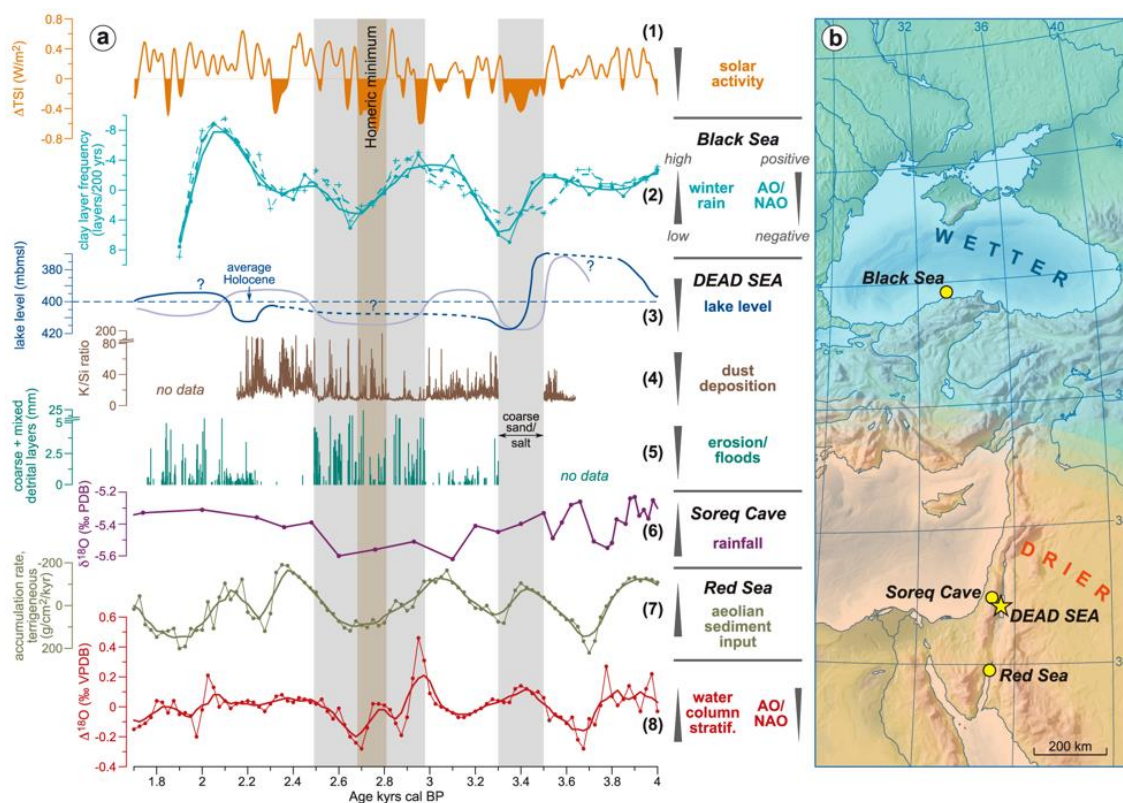 a
(1)
0.8
0.4
0
-0.4
-0.8
ΔTSI (W/m²)
Homeric minimum
solar
activity
Black Sea
high
positive
winter
rain
AO/
NAO
low
negative
(2)
-8
-4
0
4
8
clay layer frequency
(layers/200 yrs)
DEAD SEA
lake level
(3)
380
400
420
lake level (mbmsl)
?
average
Holocene
?
?
200
80
40
0
K/Si ratio
no data
(4)
dust
deposition
25
5
2.5
0
coarse + mixed
detrital layers (mm)
coarse
sand/
salt
no data
(5)
erosion/
floods
-5.2
-5.4
-5.6
δ¹⁸O (‰ PDB)
(6)
Soreq Cave
rainfall
-200
0
200
accumulation rate,
terrigeneous
(g/cm²/kyr)
(7)
Red Sea
aeolian
sediment
input
0.6
0.2
0
-0.2
-0.4
Δ¹⁸O (‰ VPDB)
(8)
water
column
stratif.
AO/
NAO
1.8
2
2.2
2.4
2.6
2.8
3
3.2
3.4
3.6
3.8
4
Age kyrs cal BP
b
32
36
40
WETTER
Black Sea
DRIER
Soreq Cave
DEAD SEA
Red Sea
36
38
200 km